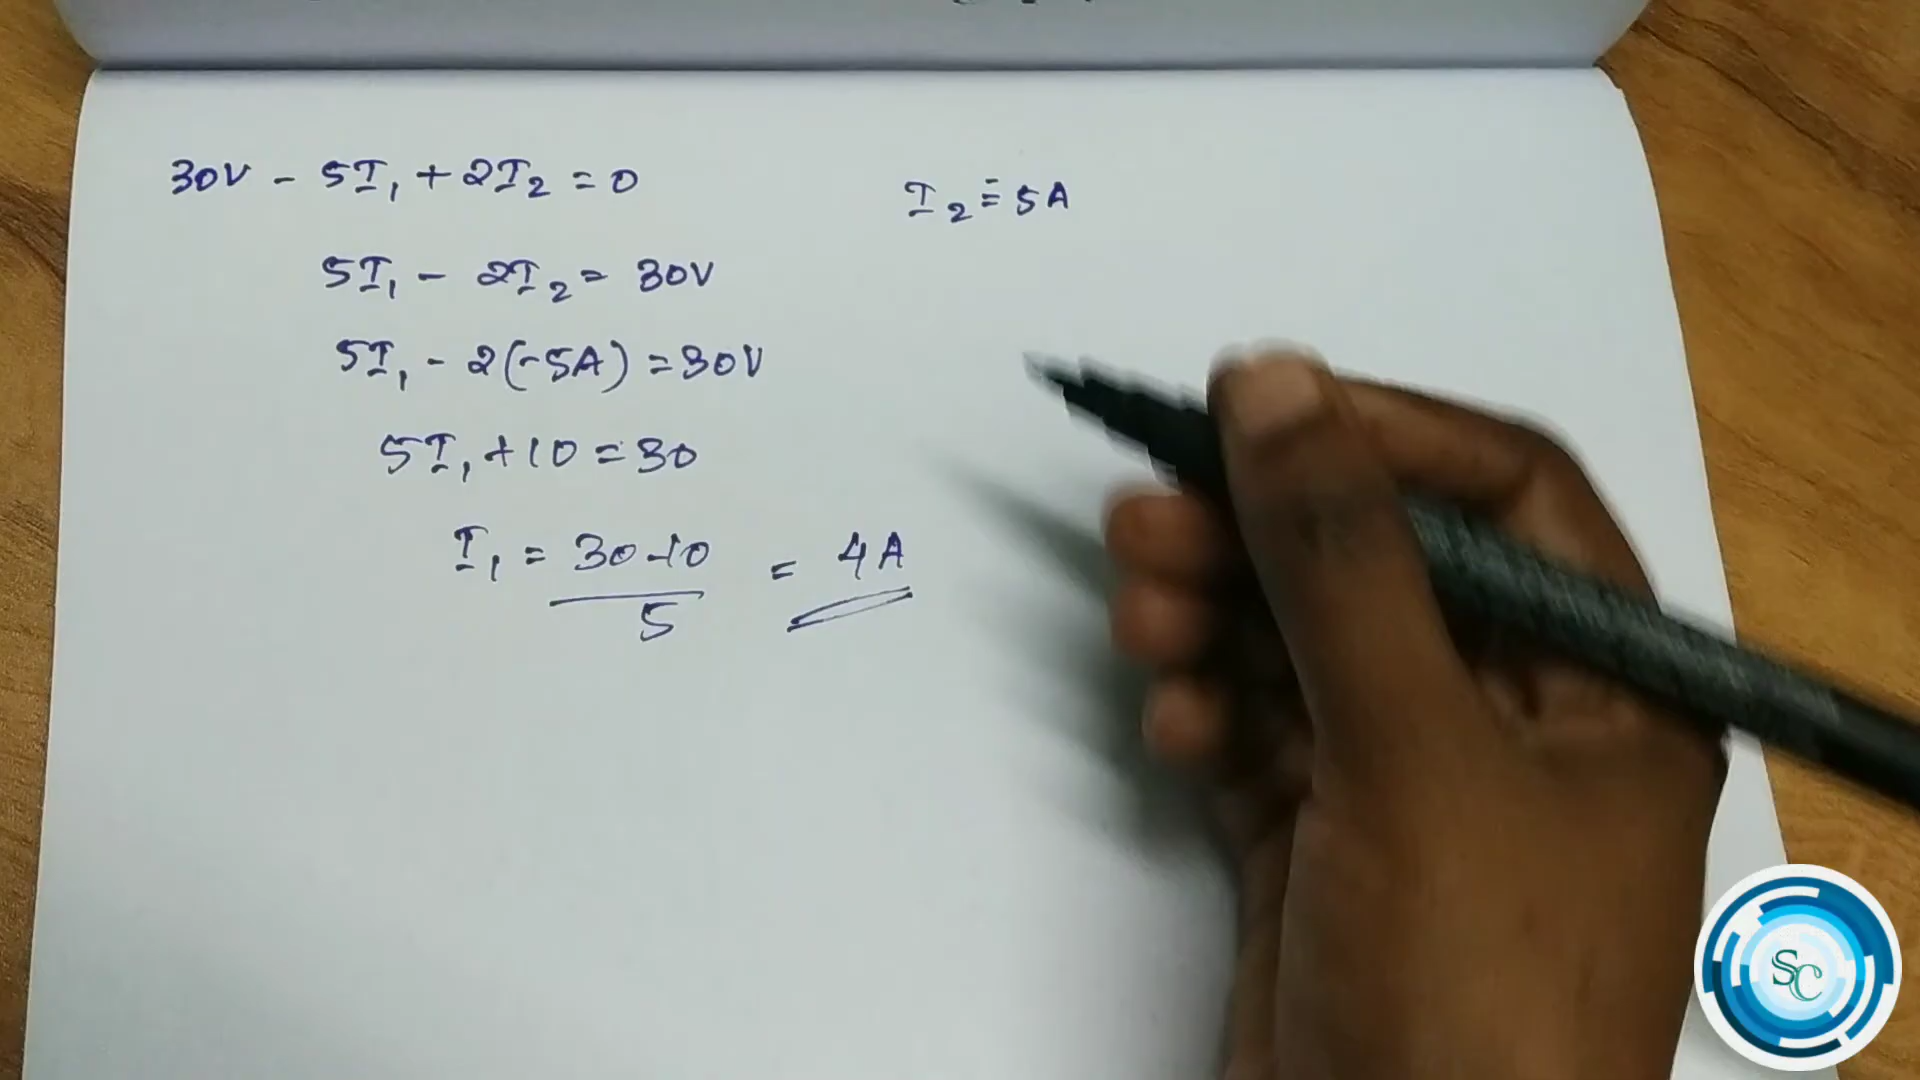 30V - 5I₁ + 2I₂ = 0
I₂ = -5A
5I₁ - 2I₂ = 30V
5I₁ - 2(-5A) = 30V
5I₁ + 10 = 30
I₁ = 30-10 = 4A
5
SC